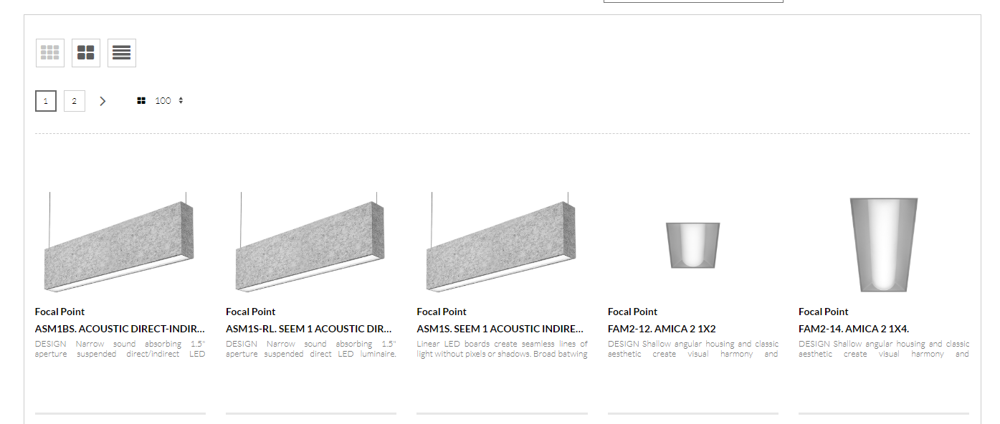 1 2 100
Focal Point
ASM1BS. ACOUSTIC DIRECT-INDIR...
DESIGN Narrow sound absorbing 1.5"
aperture suspended direct/indirect LED
Focal Point
ASM1S-RL. SEEM 1 ACOUSTIC DIR...
DESIGN Narrow sound absorbing 1.5"
aperture suspended direct LED luminaire.
Focal Point
ASM1S. SEEM 1 ACOUSTIC INDIRE...
Linear LED boards create seamless lines of
light without pixels or shadows. Broad batwing
Focal Point
FAM2-12. AMICA 2 1X2
DESIGN Shallow angular housing and classic
aesthetic create visual harmony and
Focal Point
FAM2-14. AMICA 2 1X4.
DESIGN Shallow angular housing and classic
aesthetic create visual harmony and